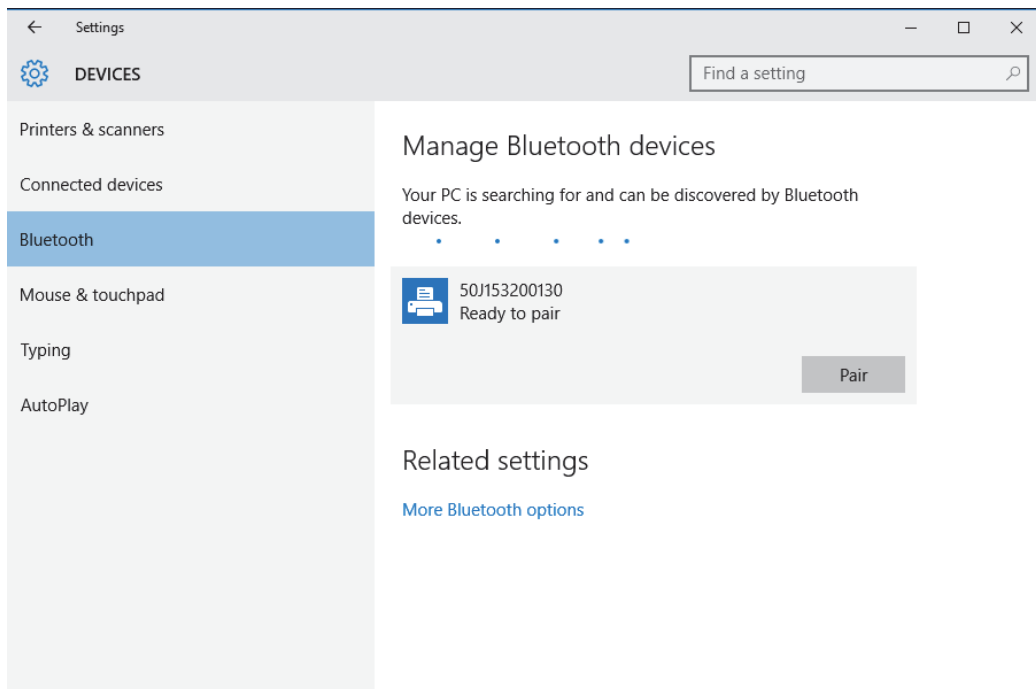 Settings
DEVICES
Find a setting
Printers & scanners
Connected devices
Bluetooth
Mouse & touchpad
Typing
AutoPlay
Manage Bluetooth devices
Your PC is searching for and can be discovered by Bluetooth
devices.
50J153200130
Ready to pair
Pair
Related settings
More Bluetooth options